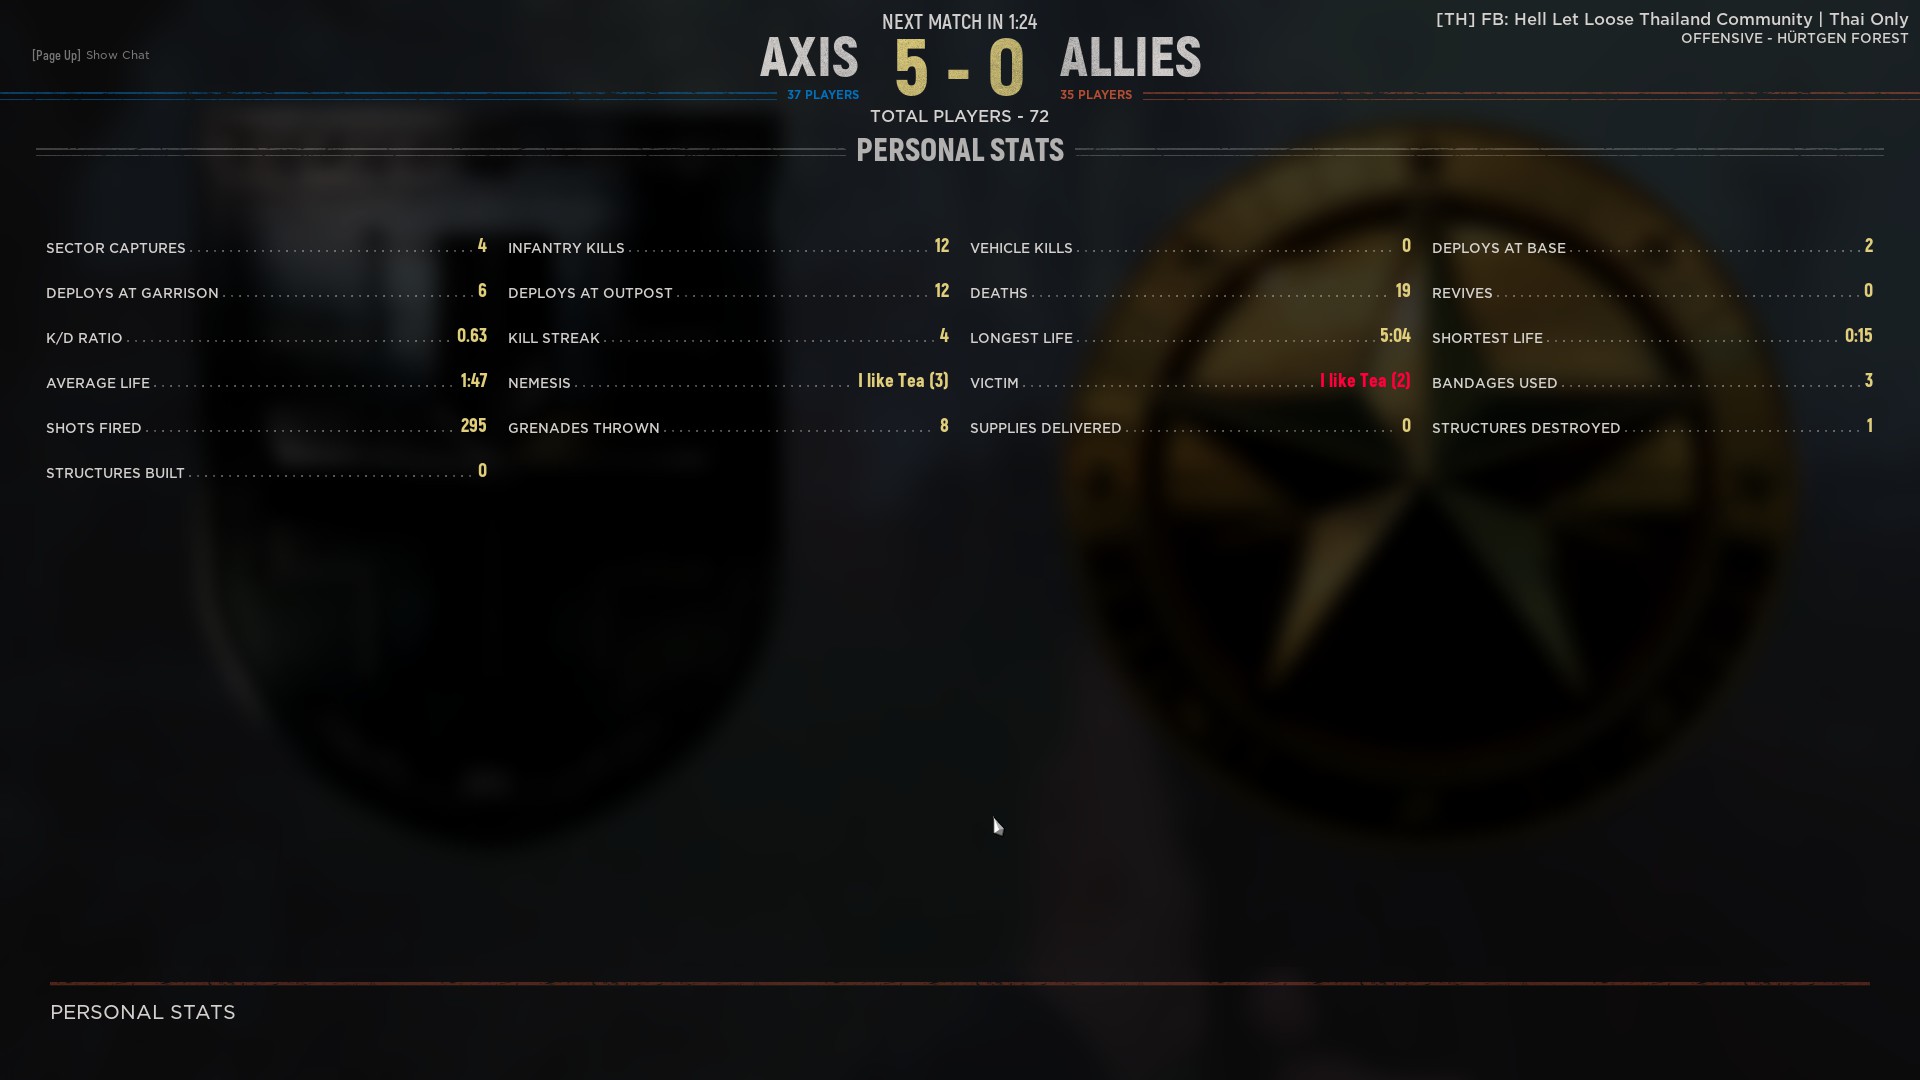 NEXT MATCH IN 1:24
[TH] FB: Hell Let Loose Thailand Community | Thai Only
OFFENSIVE - HÜRTGEN FOREST
[Page Up] Show Chat
AXIS 5 - 0 ALLIES
37 PLAYERS 35 PLAYERS
TOTAL PLAYERS - 72
PERSONAL STATS
SECTOR CAPTURES 4 INFANTRY KILLS 12 VEHICLE KILLS 0 DEPLOYS AT BASE 2
DEPLOYS AT GARRISON 6 DEPLOYS AT OUTPOST 12 DEATHS 19 REVIVES 0
K/D RATIO 0.63 KILL STREAK 4 LONGEST LIFE 5:04 SHORTEST LIFE 0:15
AVERAGE LIFE 1:47 NEMESIS I like Tea (3) VICTIM I like Tea (2) BANDAGES USED 3
SHOTS FIRED 295 GRENADES THROWN 8 SUPPLIES DELIVERED 0 STRUCTURES DESTROYED 1
STRUCTURES BUILT 0
PERSONAL STATS